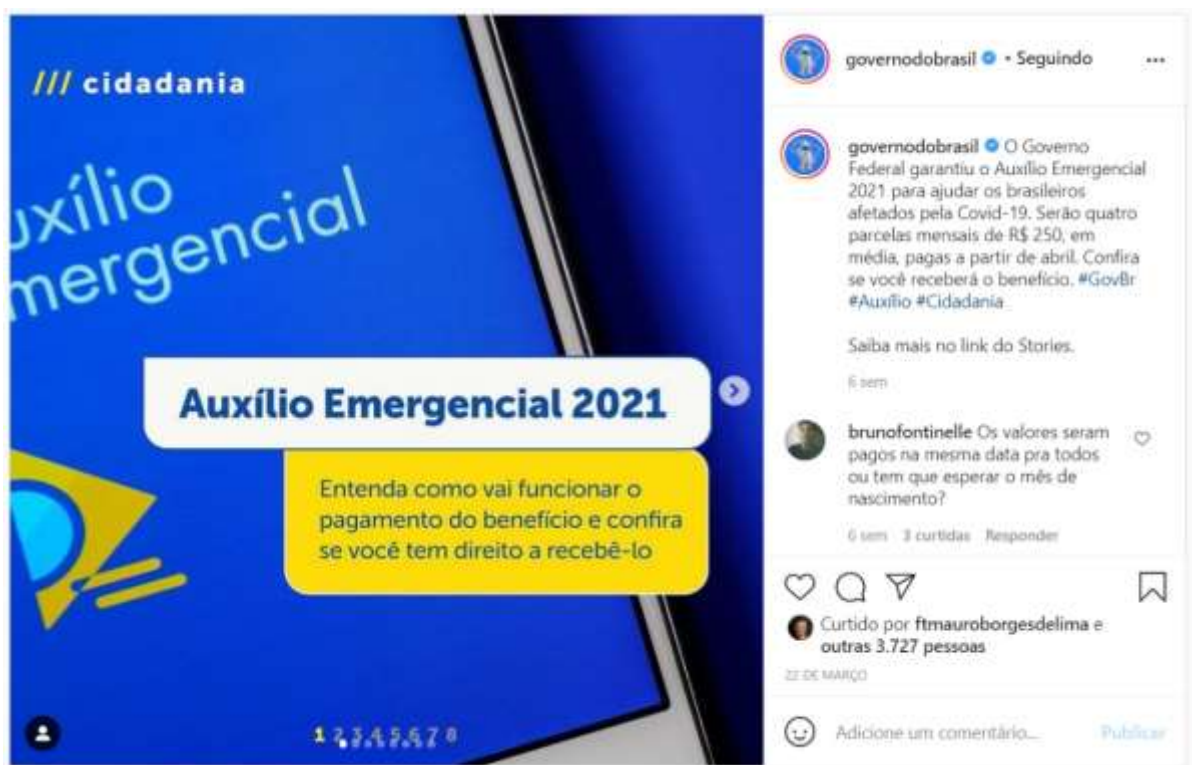 /// cidadania
uxílio
mergencial
Auxílio Emergencial 2021
Entenda como vai funcionar o
pagamento do benefício e confira
se você tem direito a recebê-lo
1 2 3 4 5 6 7 8
governodobrasil • Seguindo
governodobrasil O Governo
Federal garantiu o Auxílio Emergencial
2021 para ajudar os brasileiros
afetados pela Covid-19. Serão quatro
parcelas mensais de R$ 250, em
média, pagas a partir de abril. Confira
se você receberá o benefício. #GovBr
#Auxílio #Cidadania
Saiba mais no link do Stories.
6 sem
brunofontinelle Os valores seram
pagos na mesma data pra todos
ou tem que esperar o mês de
nascimento?
6 sem 3 curtidas Responder
Curtido por ftmauroborgesdelima e
outras 3.727 pessoas
22 DE MARÇO
Adicione um comentário... Publicar